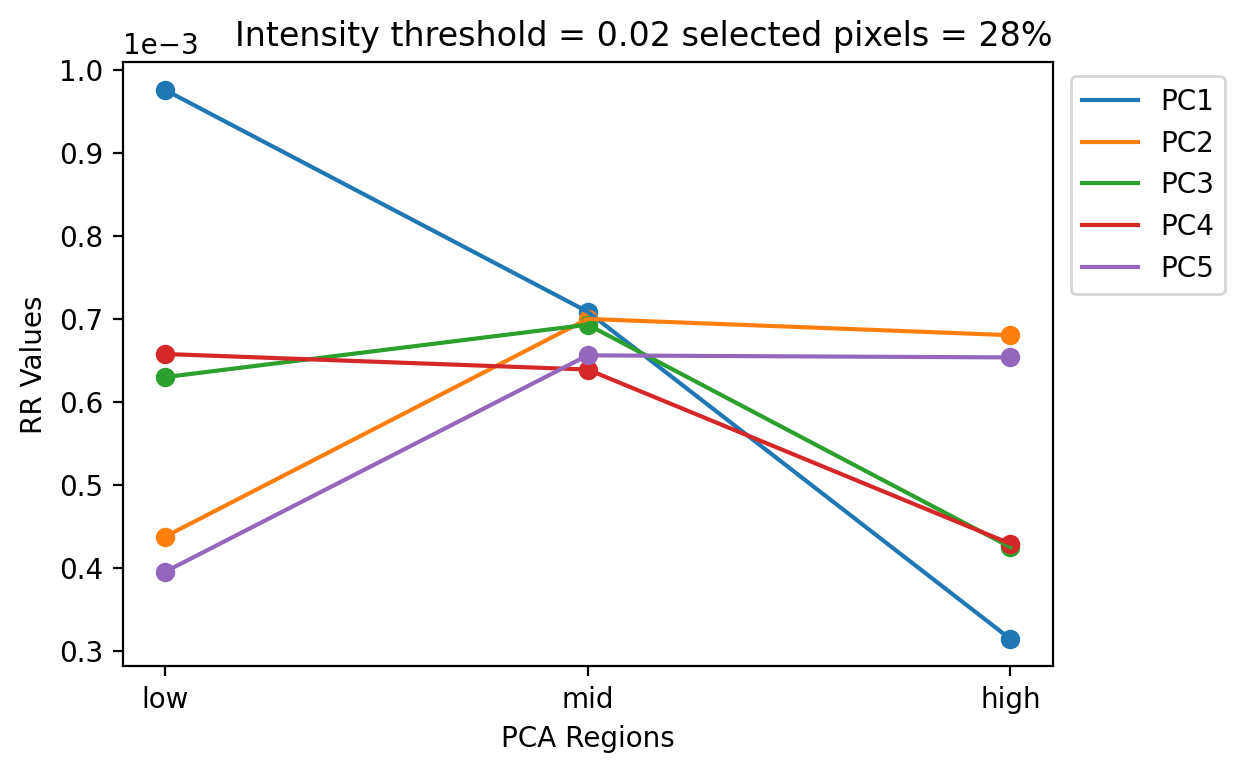 Intensity threshold = 0.02 selected pixels = 28%
1e−3
1.0
0.9
0.8
0.7
0.6
0.5
0.4
0.3
RR Values
low
mid
high
PCA Regions
PC1
PC2
PC3
PC4
PC5